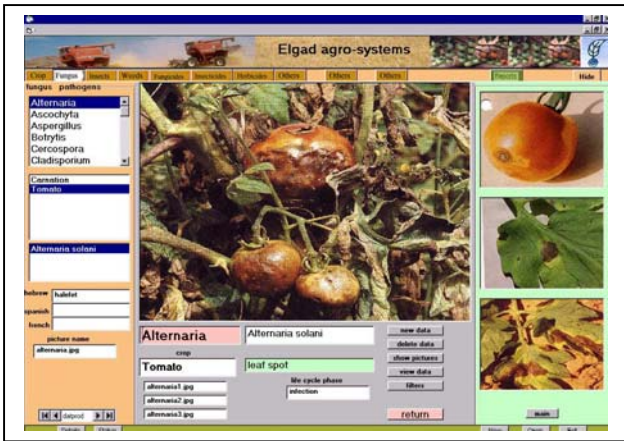 Elgad agro-systems
Crop Fungus Insects Weeds Fungicides Insecticides Herbicides Others Others Others Reports Hide
fungus pathogens
Alternaria
Ascochyta
Aspergillus
Botrytis
Cercospora
Cladisporium
Carnation
Tomato
Alternaria solani
hebrew halefet
spanish
french
picture name
alternaria.jpg
datprod
Alternaria
Alternaria solani
crop
Tomato
leaf spot
alternaria1.jpg
alternaria2.jpg
alternaria3.jpg
life cycle phase
infection
new data
delete data
show pictures
view data
filters
return
main